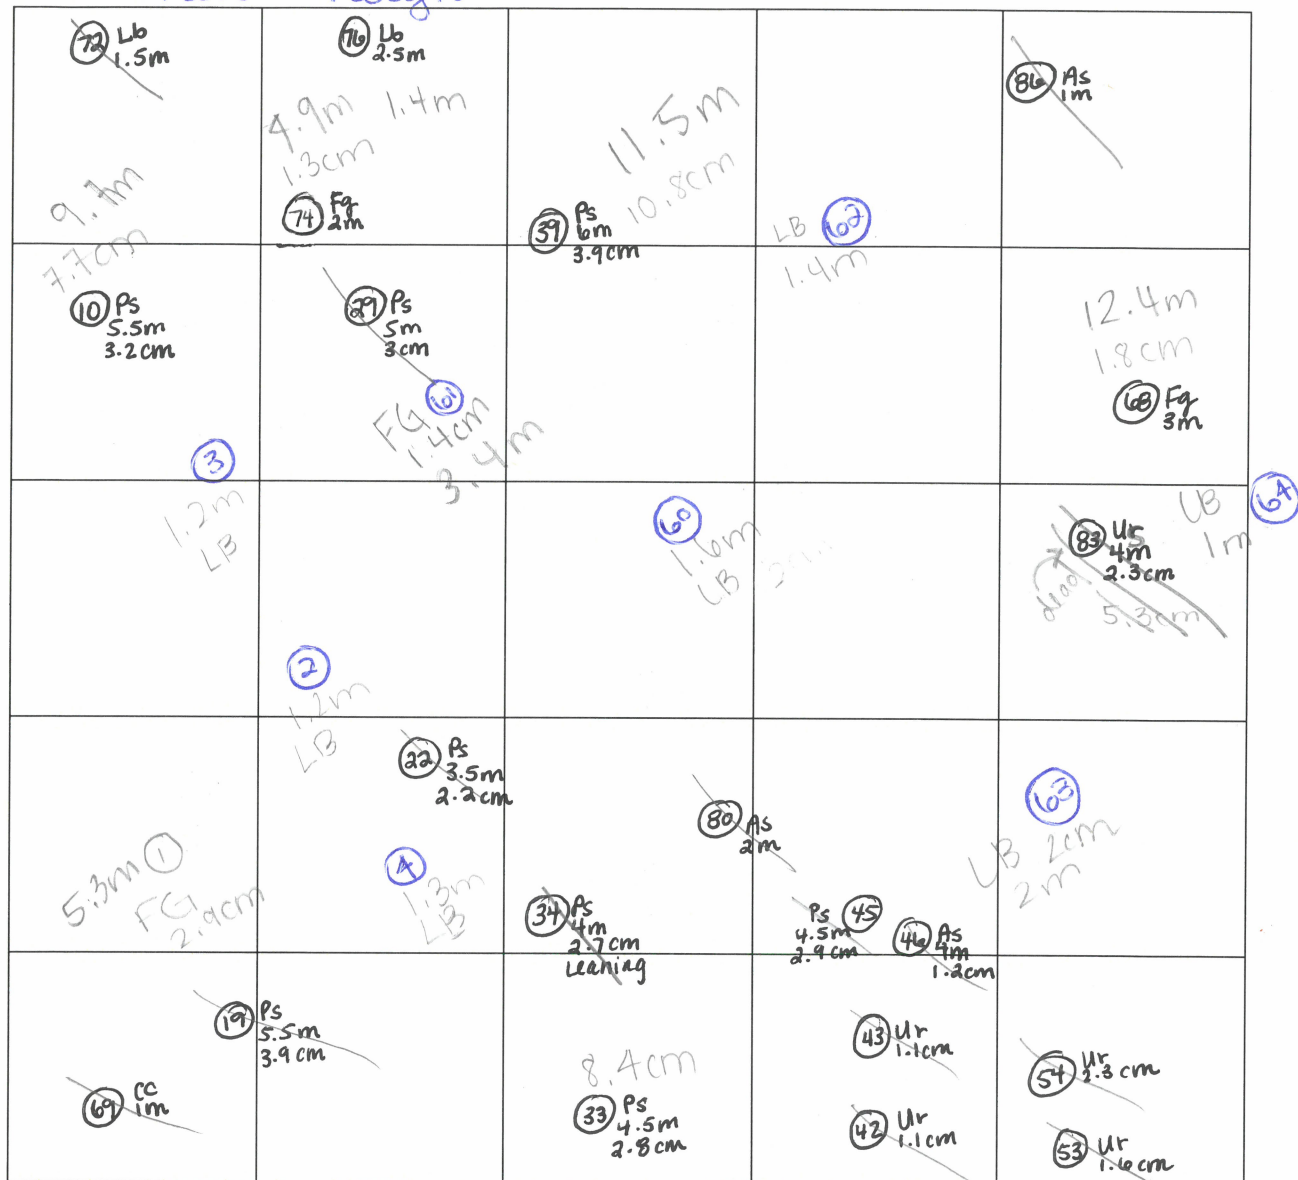 72 Lb
1.5m
76 Lb
2.5m
86 As
1m
4.9m 1.4m
1.3cm
11.5m
10.8cm
9.7m
7.7cm
74 Fg
2m
39 Ps
6m
3.9cm
LB 62
1.4m
10 Ps
5.5m
3.2cm
29 Ps
5m
3cm
12.4m
1.8cm
68 Fg
3m
61
FG
1.4cm
3.4m
3
1.2m
LB
60
1.6m
LB
83 Ur
4m
2.3cm
dead
5.3cm
UB 64
1m
2
1.2m
LB
22 Ps
3.5m
2.2cm
80 As
2m
63
UB 2cm
2m
5.3m 1
FG
2.9cm
4
1.3m
LB
34 Ps
4m
2.7cm
Leaning
Ps 45
4.5m
2.9cm
46 As
4m
1.2cm
19 Ps
5.5m
3.9cm
43 Ur
1.1cm
54 Ur
2.3cm
69 CC
1m
8.4cm
33 Ps
4.5m
2.8cm
42 Ur
1.1cm
53 Ur
1.6cm